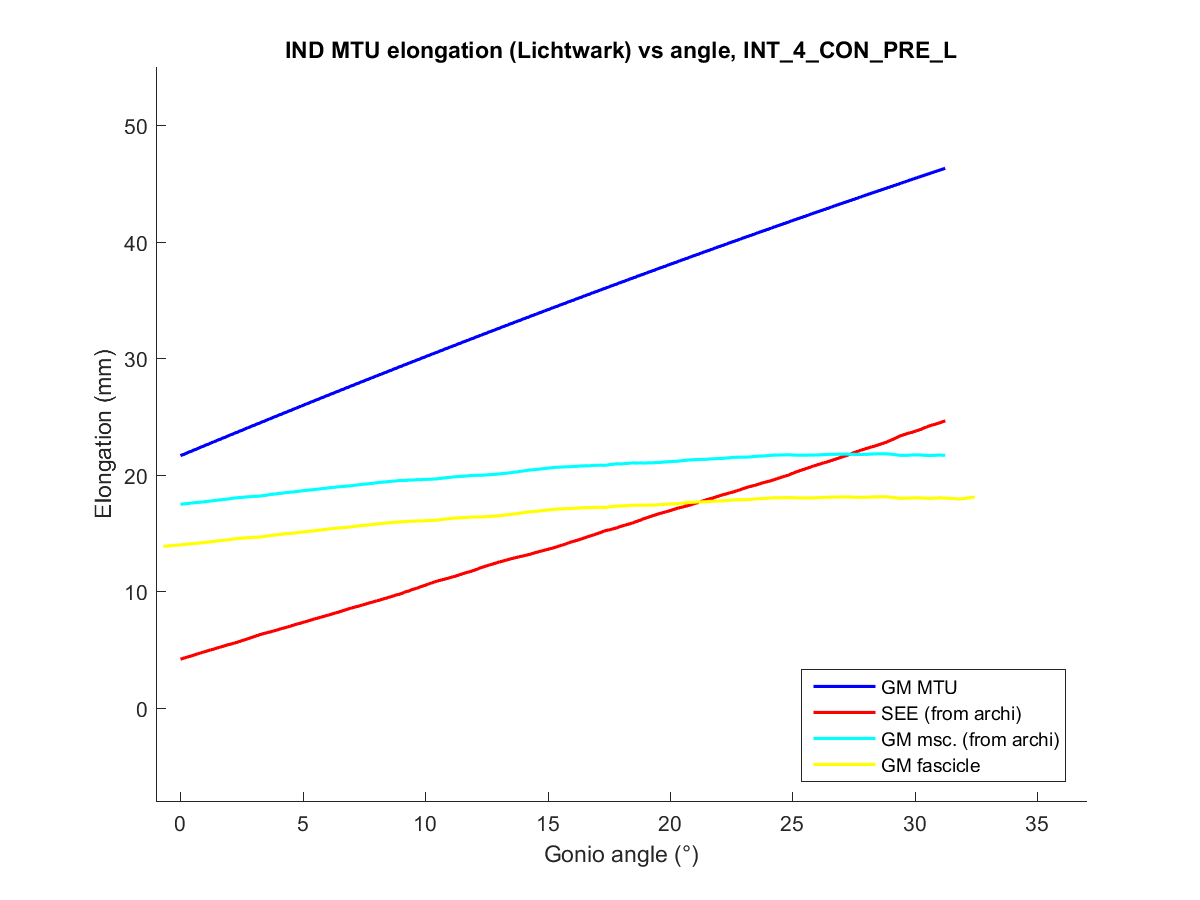 IND MTU elongation (Lichtwark) vs angle, INT_4_CON_PRE_L
50
40
30
20
10
0
Elongation (mm)
GM MTU
SEE (from archi)
GM msc. (from archi)
GM fascicle
0 5 10 15 20 25 30 35
Gonio angle (°)